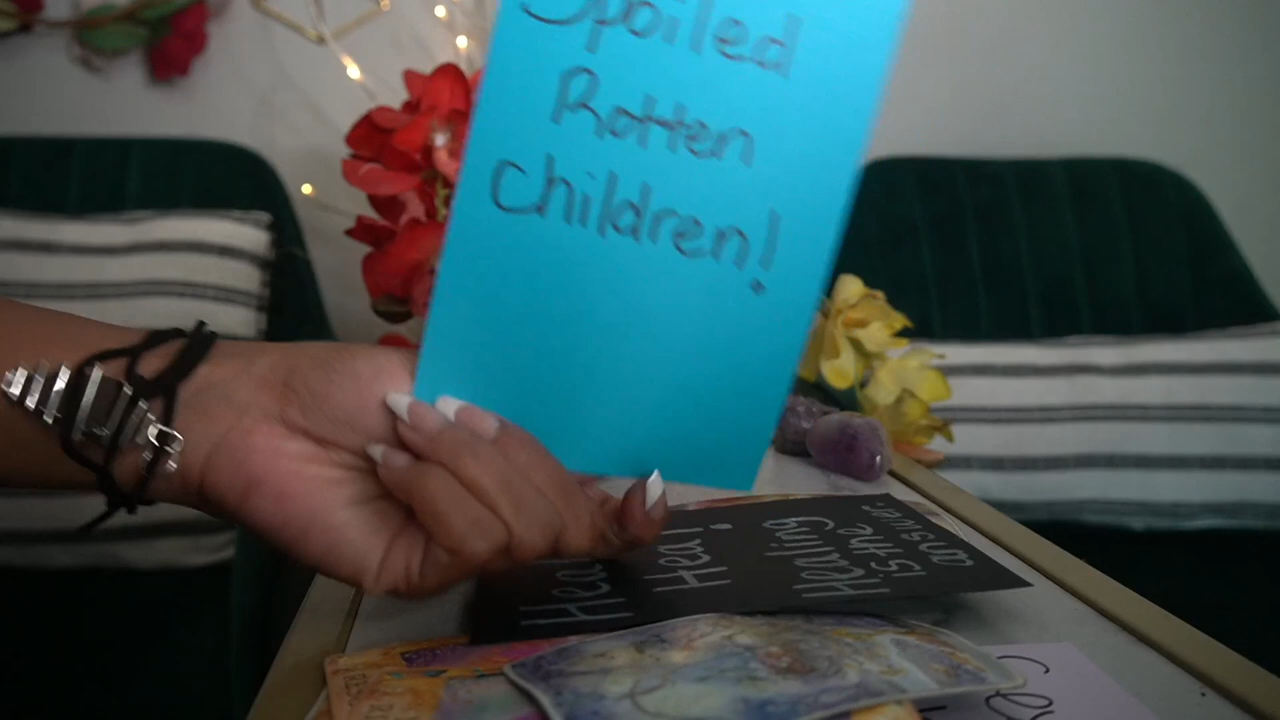 Spoiled
Rotten
Children!
Heal
Heal!
Healing
is the
answer.